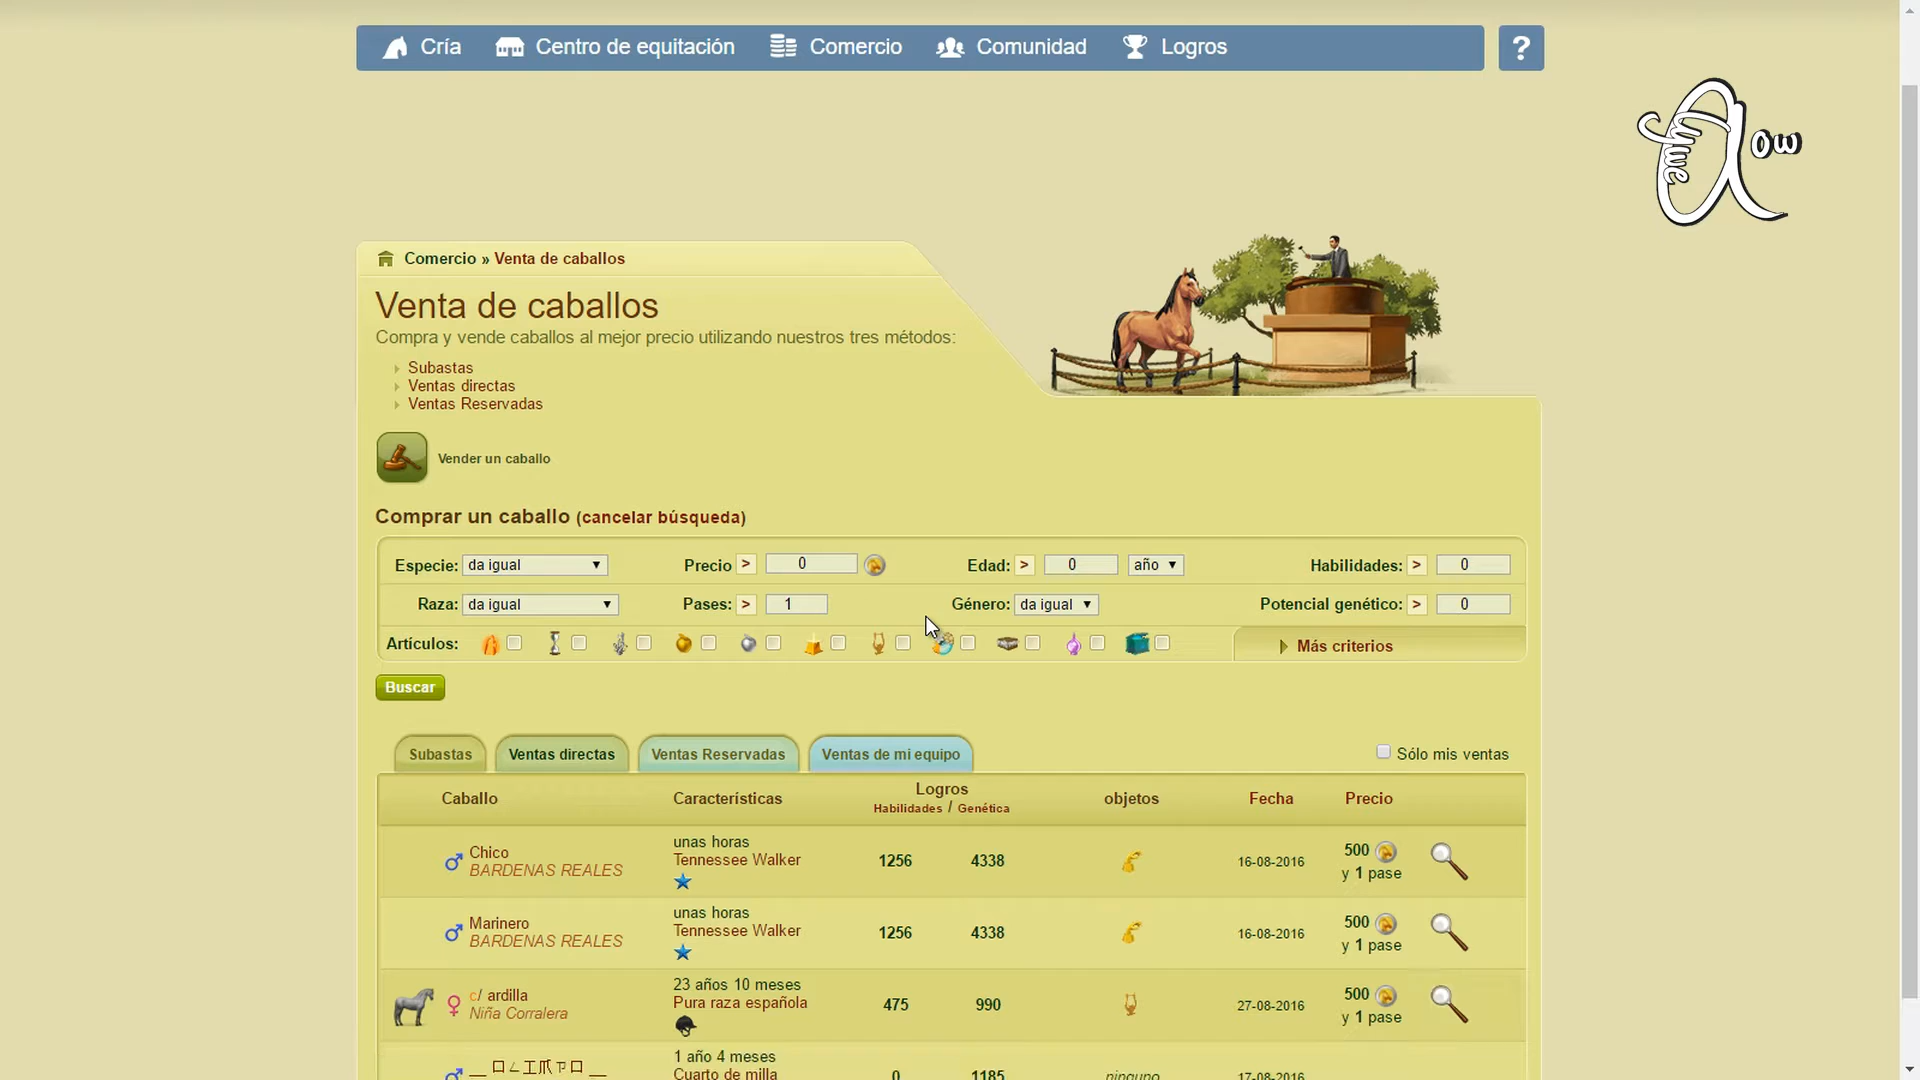 Cría Centro de equitación Comercio Comunidad Logros ?
Ow
Comercio » Venta de caballos
Venta de caballos
Compra y vende caballos al mejor precio utilizando nuestros tres métodos:
Subastas
Ventas directas
Ventas Reservadas
Vender un caballo
Comprar un caballo (cancelar búsqueda)
Especie: da igual Precio > 0 Edad: > 0 año Habilidades: > 0
Raza: da igual Pases: > 1 Género: da igual Potencial genético: > 0
Artículos: Más criterios
Buscar
Subastas Ventas directas Ventas Reservadas Ventas de mi equipo Sólo mis ventas
Caballo Características Logros objetos Fecha Precio
Habilidades / Genética
Chico unas horas 500
BARDENAS REALES Tennessee Walker 1256 4338 16-08-2016 y 1 pase
Marinero unas horas 500
BARDENAS REALES Tennessee Walker 1256 4338 16-08-2016 y 1 pase
c/ ardilla 23 años 10 meses 500
Niña Corralera Pura raza española 475 990 27-08-2016 y 1 pase
1 año 4 meses
Cuarto de milla 0 1185 ninguno 17-08-2016